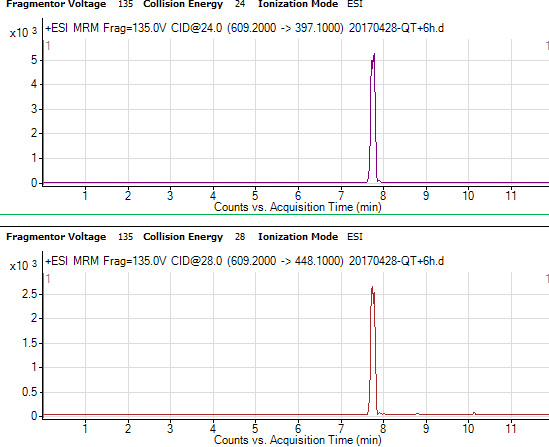 Fragmentor Voltage 135 Collision Energy 24 Ionization Mode ESI
x10 3 +ESI MRM Frag=135.0V CID@24.0 (609.2000 -> 397.1000) 20170428-QT+6h.d
1 1
5
4
3
2
1
0
1 2 3 4 5 6 7 8 9 10 11
Counts vs. Acquisition Time (min)
Fragmentor Voltage 135 Collision Energy 28 Ionization Mode ESI
x10 3 +ESI MRM Frag=135.0V CID@28.0 (609.2000 -> 448.1000) 20170428-QT+6h.d
1 1
2.5
2
1.5
1
0.5
0
1 2 3 4 5 6 7 8 9 10 11
Counts vs. Acquisition Time (min)